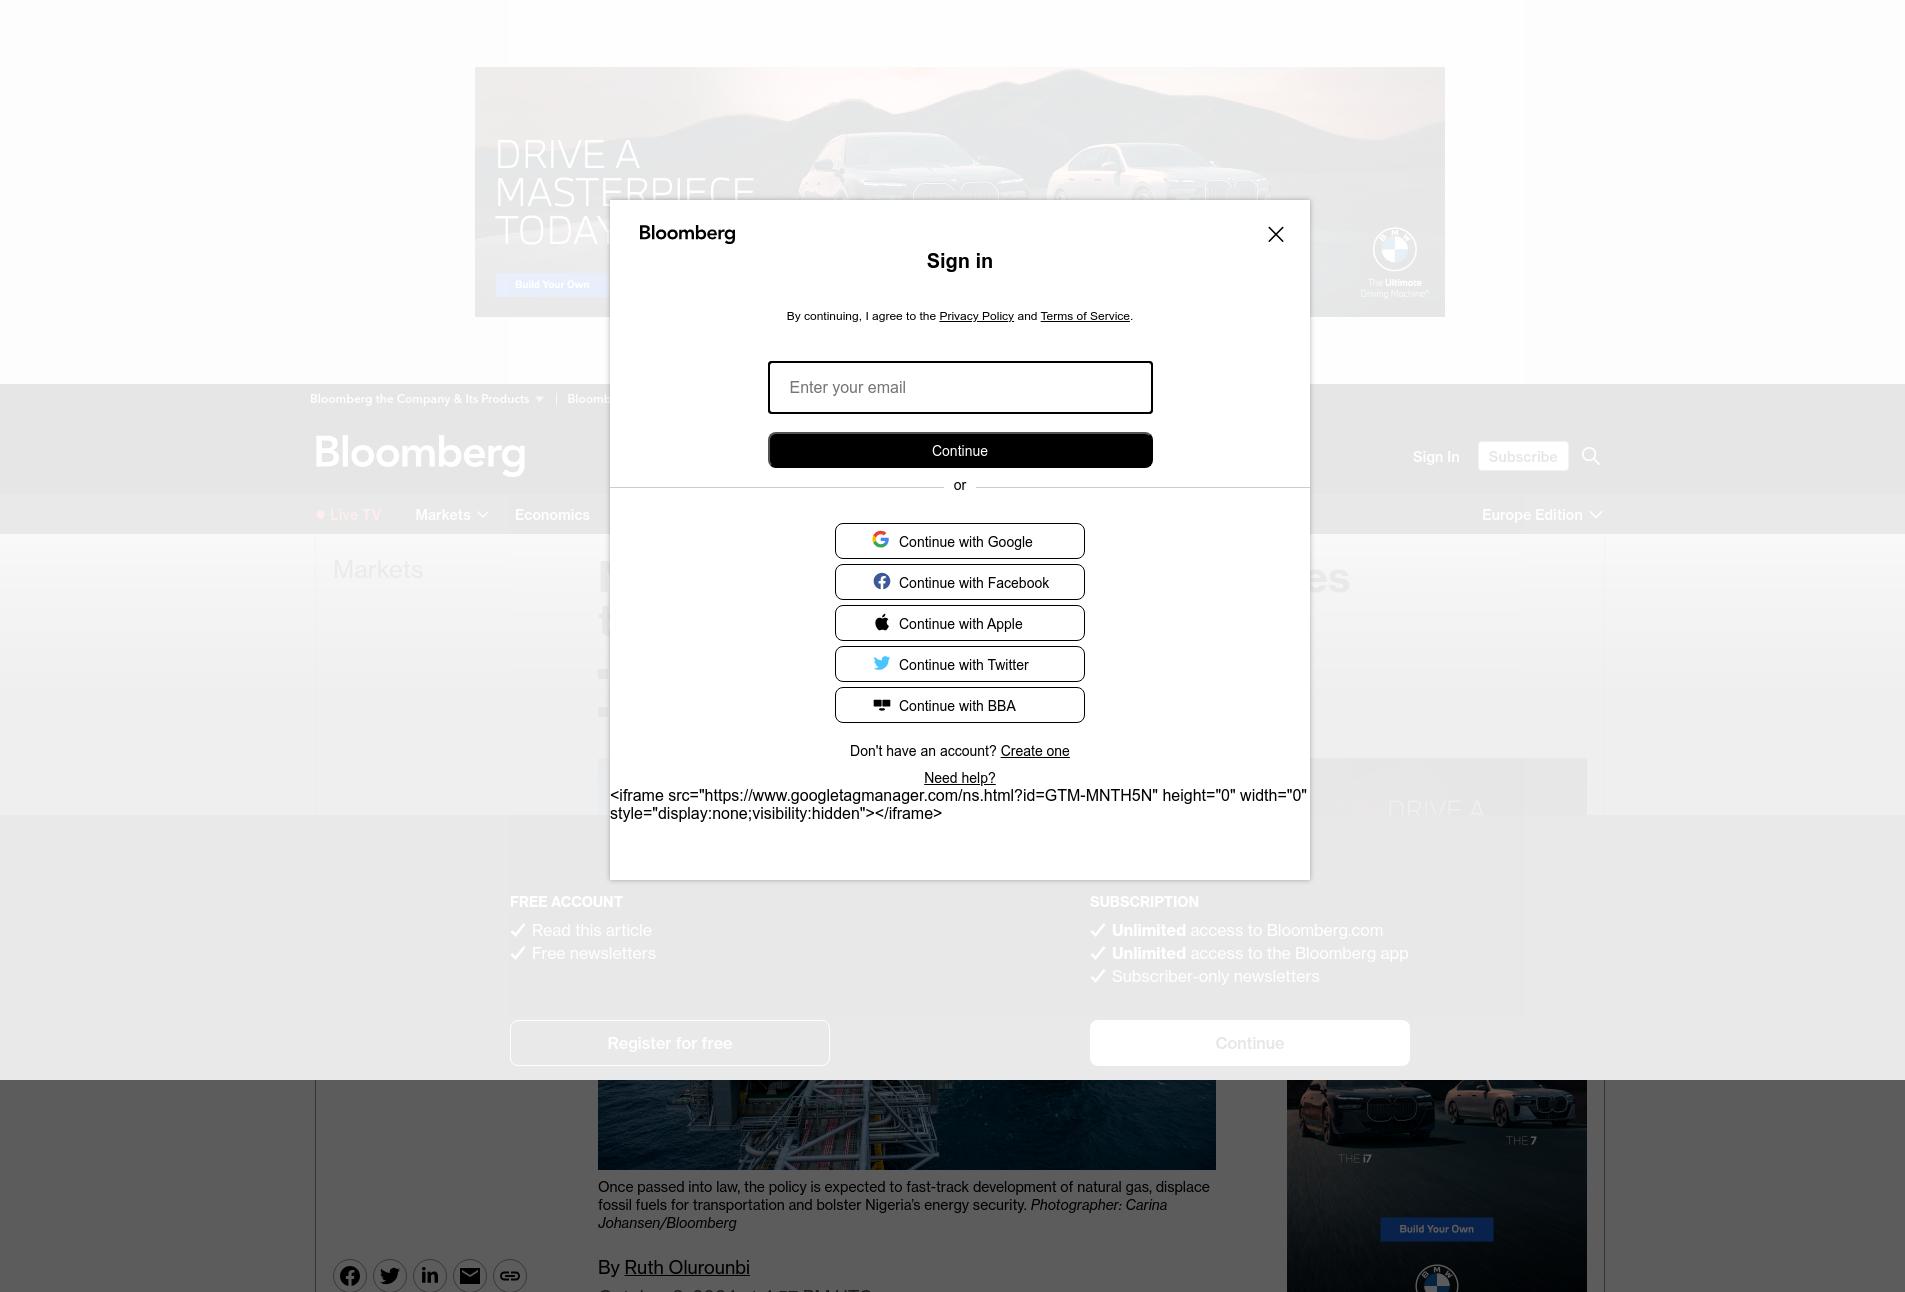 DRIVE A
MASTERPIECE
TODAY
Build Your Own
The Ultimate
Driving Machine®
Bloomberg
Sign in
By continuing, I agree to the Privacy Policy and Terms of Service.
Enter your email
Continue
or
Continue with Google
Continue with Facebook
Continue with Apple
Continue with Twitter
Continue with BBA
Don't have an account? Create one
Need help?
<iframe src="https://www.googletagmanager.com/ns.html?id=GTM-MNTH5N" height="0" width="0"
style="display:none;visibility:hidden"></iframe>
Bloomberg the Company & Its Products
Bloomberg
Sign In
Subscribe
Live TV
Markets
Economics
Europe Edition
Markets
DRIVE A
FREE ACCOUNT
Read this article
Free newsletters
Register for free
SUBSCRIPTION
Unlimited access to Bloomberg.com
Unlimited access to the Bloomberg app
Subscriber-only newsletters
Continue
THE 7
THE i7
Build Your Own
BMW
Once passed into law, the policy is expected to fast-track development of natural gas, displace
fossil fuels for transportation and bolster Nigeria's energy security. Photographer: Carina
Johansen/Bloomberg
By Ruth Olurounbi